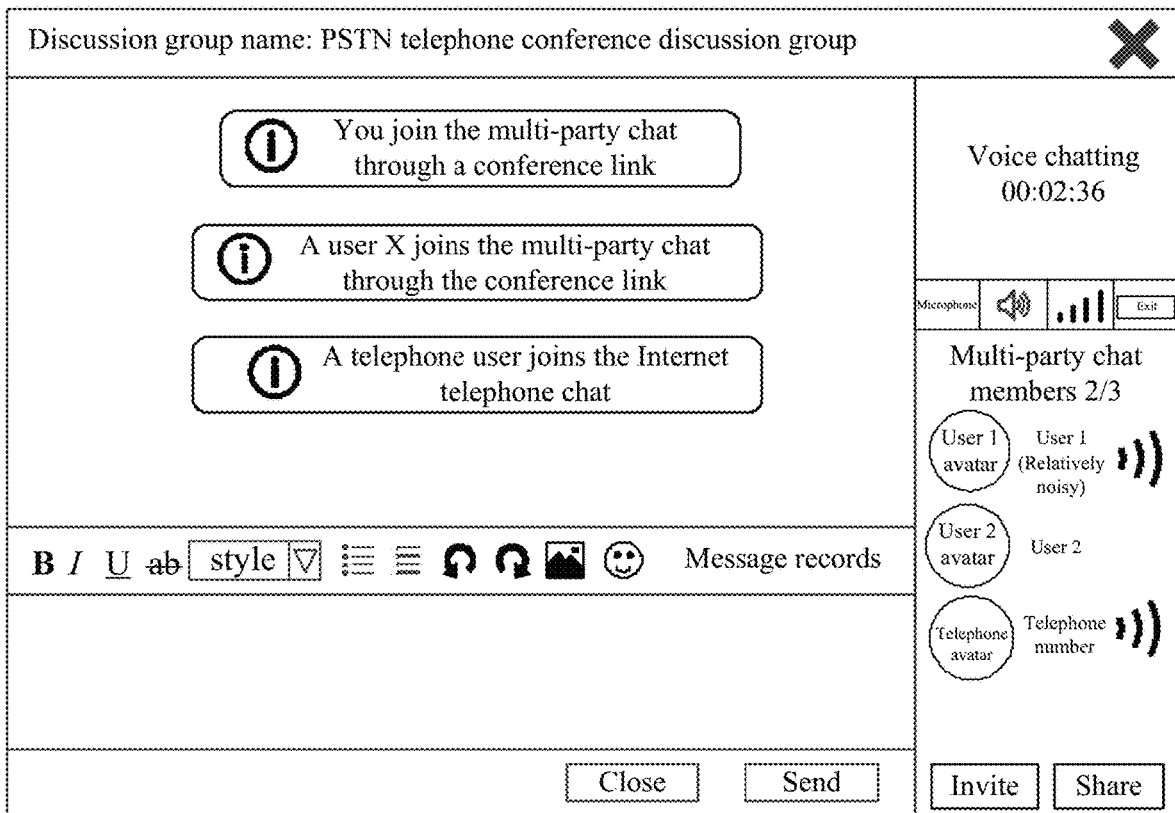 Discussion group name: PSTN telephone conference discussion group
You join the multi-party chat
through a conference link
A user X joins the multi-party chat
through the conference link
A telephone user joins the Internet
telephone chat
B I U ab style Message records
Close Send
Voice chatting
00:02:36
Microphone Exit
Multi-party chat
members 2/3
User 1
avatar
User 1
(Relatively
noisy)
User 2
avatar
User 2
Telephone
avatar
Telephone
number
Invite Share